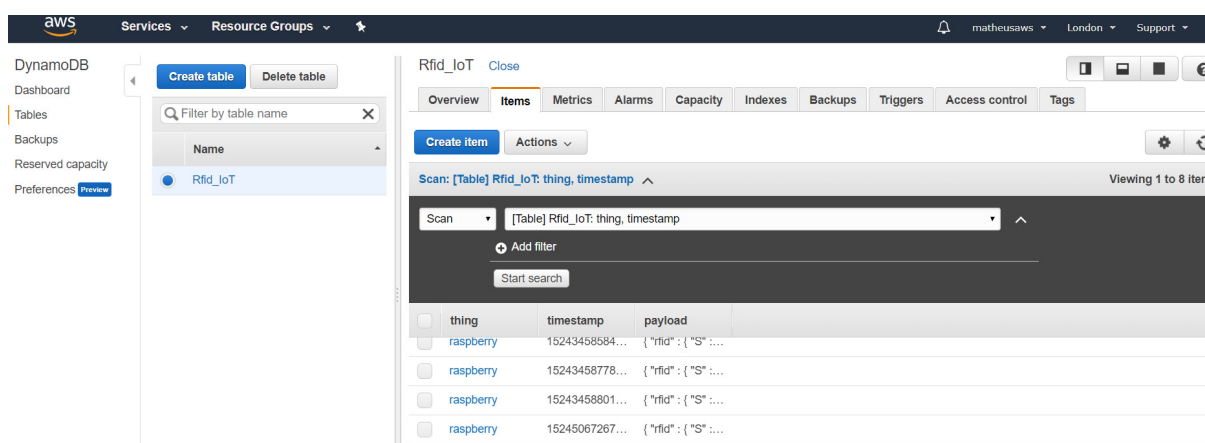 aws Services Resource Groups matheusaws London Support
DynamoDB
Dashboard
Tables
Backups
Reserved capacity
Preferences Preview
Create table Delete table
Filter by table name
Name
Rfid_IoT
Rfid_IoT Close
Overview Items Metrics Alarms Capacity Indexes Backups Triggers Access control Tags
Create item Actions
Scan: [Table] Rfid_IoT: thing, timestamp Viewing 1 to 8 iter
Scan [Table] Rfid_IoT: thing, timestamp
Add filter
Start search
thing timestamp payload
raspberry 15243458584... { "rfid" : { "S" :...
raspberry 15243458778... { "rfid" : { "S" :...
raspberry 15243458801... { "rfid" : { "S" :...
raspberry 15245067267... { "rfid" : { "S" :...